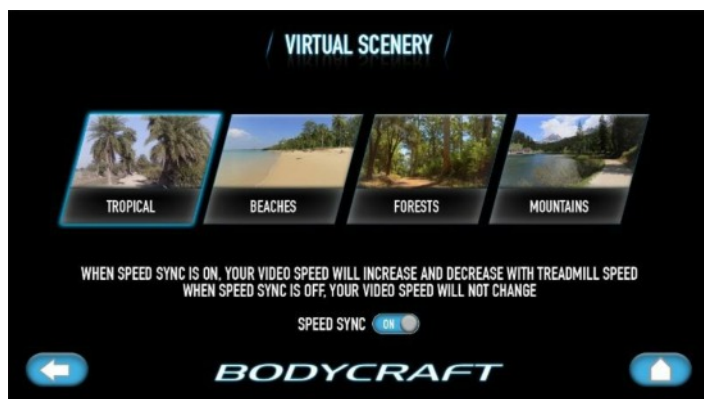 VIRTUAL SCENERY
TROPICAL
BEACHES
FORESTS
MOUNTAINS
WHEN SPEED SYNC IS ON, YOUR VIDEO SPEED WILL INCREASE AND DECREASE WITH TREADMILL SPEED
WHEN SPEED SYNC IS OFF, YOUR VIDEO SPEED WILL NOT CHANGE
SPEED SYNC ON
BODYCRAFT